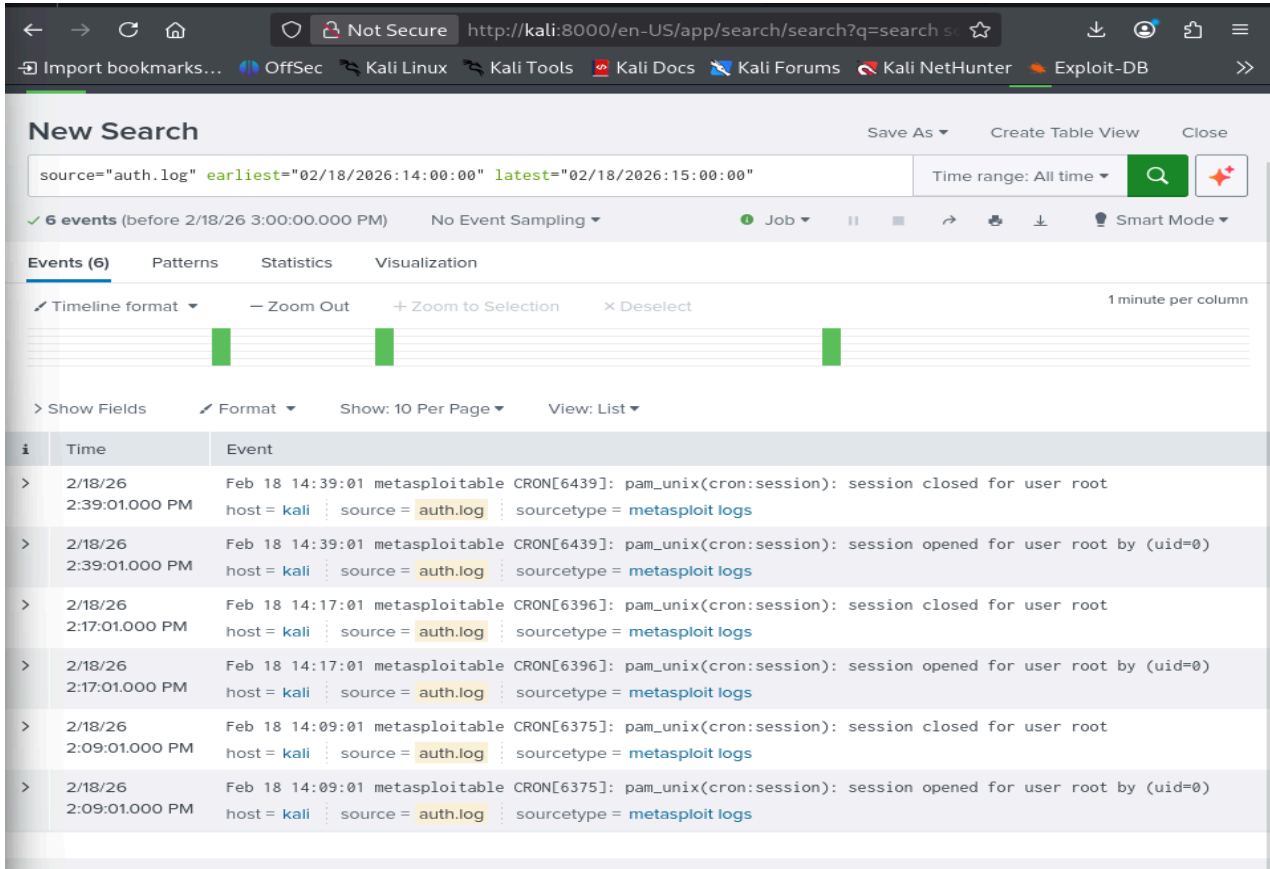 Not Secure http://kali:8000/en-US/app/search/search?q=search
Import bookmarks... OffSec Kali Linux Kali Tools Kali Docs Kali Forums Kali NetHunter Exploit-DB
New Search Save As Create Table View Close
source="auth.log" earliest="02/18/2026:14:00:00" latest="02/18/2026:15:00:00" Time range: All time
6 events (before 2/18/26 3:00:00.000 PM) No Event Sampling Job Smart Mode
Events (6) Patterns Statistics Visualization
Timeline format — Zoom Out + Zoom to Selection × Deselect 1 minute per column
> Show Fields Format Show: 10 Per Page View: List
i Time Event
> 2/18/26 Feb 18 14:39:01 metasploitable CRON[6439]: pam_unix(cron:session): session closed for user root
2:39:01.000 PM host = kali source = auth.log sourcetype = metasploit logs
> 2/18/26 Feb 18 14:39:01 metasploitable CRON[6439]: pam_unix(cron:session): session opened for user root by (uid=0)
2:39:01.000 PM host = kali source = auth.log sourcetype = metasploit logs
> 2/18/26 Feb 18 14:17:01 metasploitable CRON[6396]: pam_unix(cron:session): session closed for user root
2:17:01.000 PM host = kali source = auth.log sourcetype = metasploit logs
> 2/18/26 Feb 18 14:17:01 metasploitable CRON[6396]: pam_unix(cron:session): session opened for user root by (uid=0)
2:17:01.000 PM host = kali source = auth.log sourcetype = metasploit logs
> 2/18/26 Feb 18 14:09:01 metasploitable CRON[6375]: pam_unix(cron:session): session closed for user root
2:09:01.000 PM host = kali source = auth.log sourcetype = metasploit logs
> 2/18/26 Feb 18 14:09:01 metasploitable CRON[6375]: pam_unix(cron:session): session opened for user root by (uid=0)
2:09:01.000 PM host = kali source = auth.log sourcetype = metasploit logs